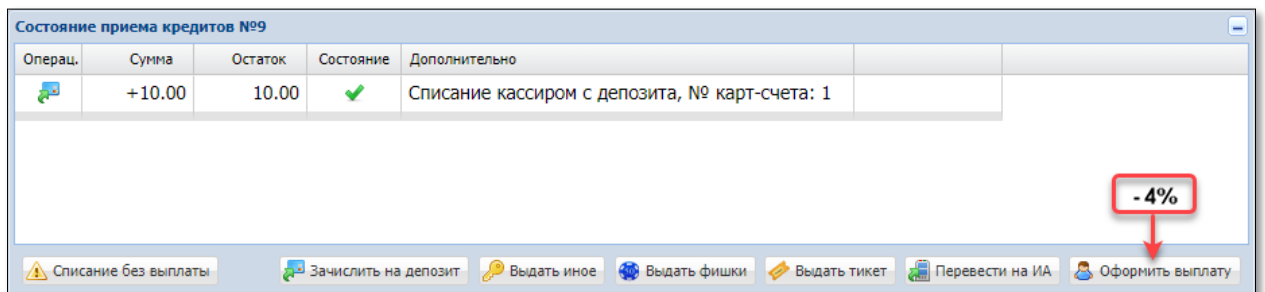 Состояние приема кредитов №9
Операц. Сумма Остаток Состояние Дополнительно
+10.00 10.00 Списание кассиром с депозита, № карт-счета: 1
- 4%
Списание без выплаты Зачислить на депозит Выдать иное Выдать фишки Выдать тикет Перевести на ИА Оформить выплату